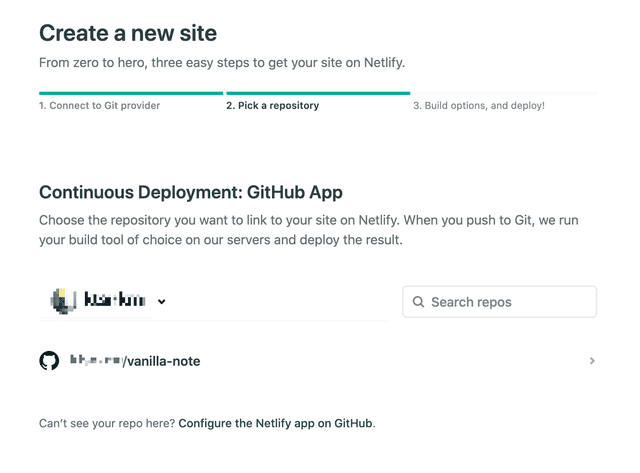 Create a new site
From zero to hero, three easy steps to get your site on Netlify.
1. Connect to Git provider
2. Pick a repository
3. Build options, and deploy!
Continuous Deployment: GitHub App
Choose the repository you want to link to your site on Netlify. When you push to Git, we run
your build tool of choice on our servers and deploy the result.
Search repos
/vanilla-note
Can't see your repo here? Configure the Netlify app on GitHub.